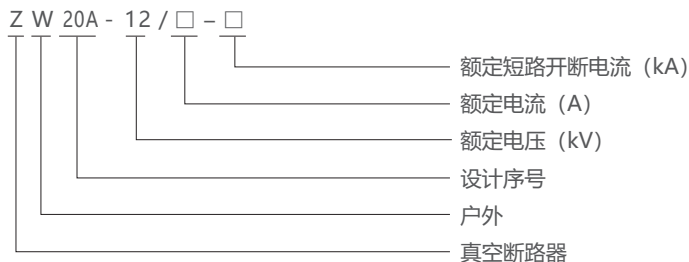 ZW20A-12/□–□
额定短路开断电流（kA）
额定电流（A）
额定电压（kV）
设计序号
户外
真空断路器